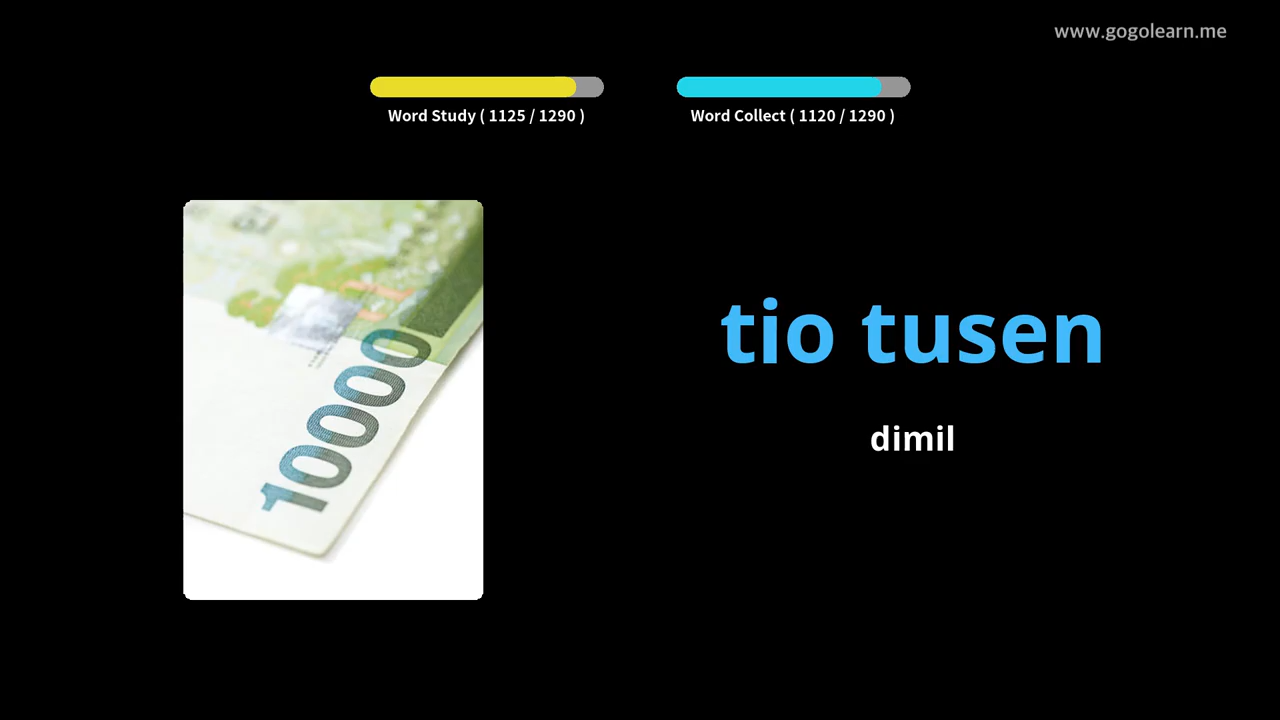 www.gogolearn.me
Word Study ( 1125 / 1290 )
Word Collect ( 1120 / 1290 )
10000
tio tusen
dimil